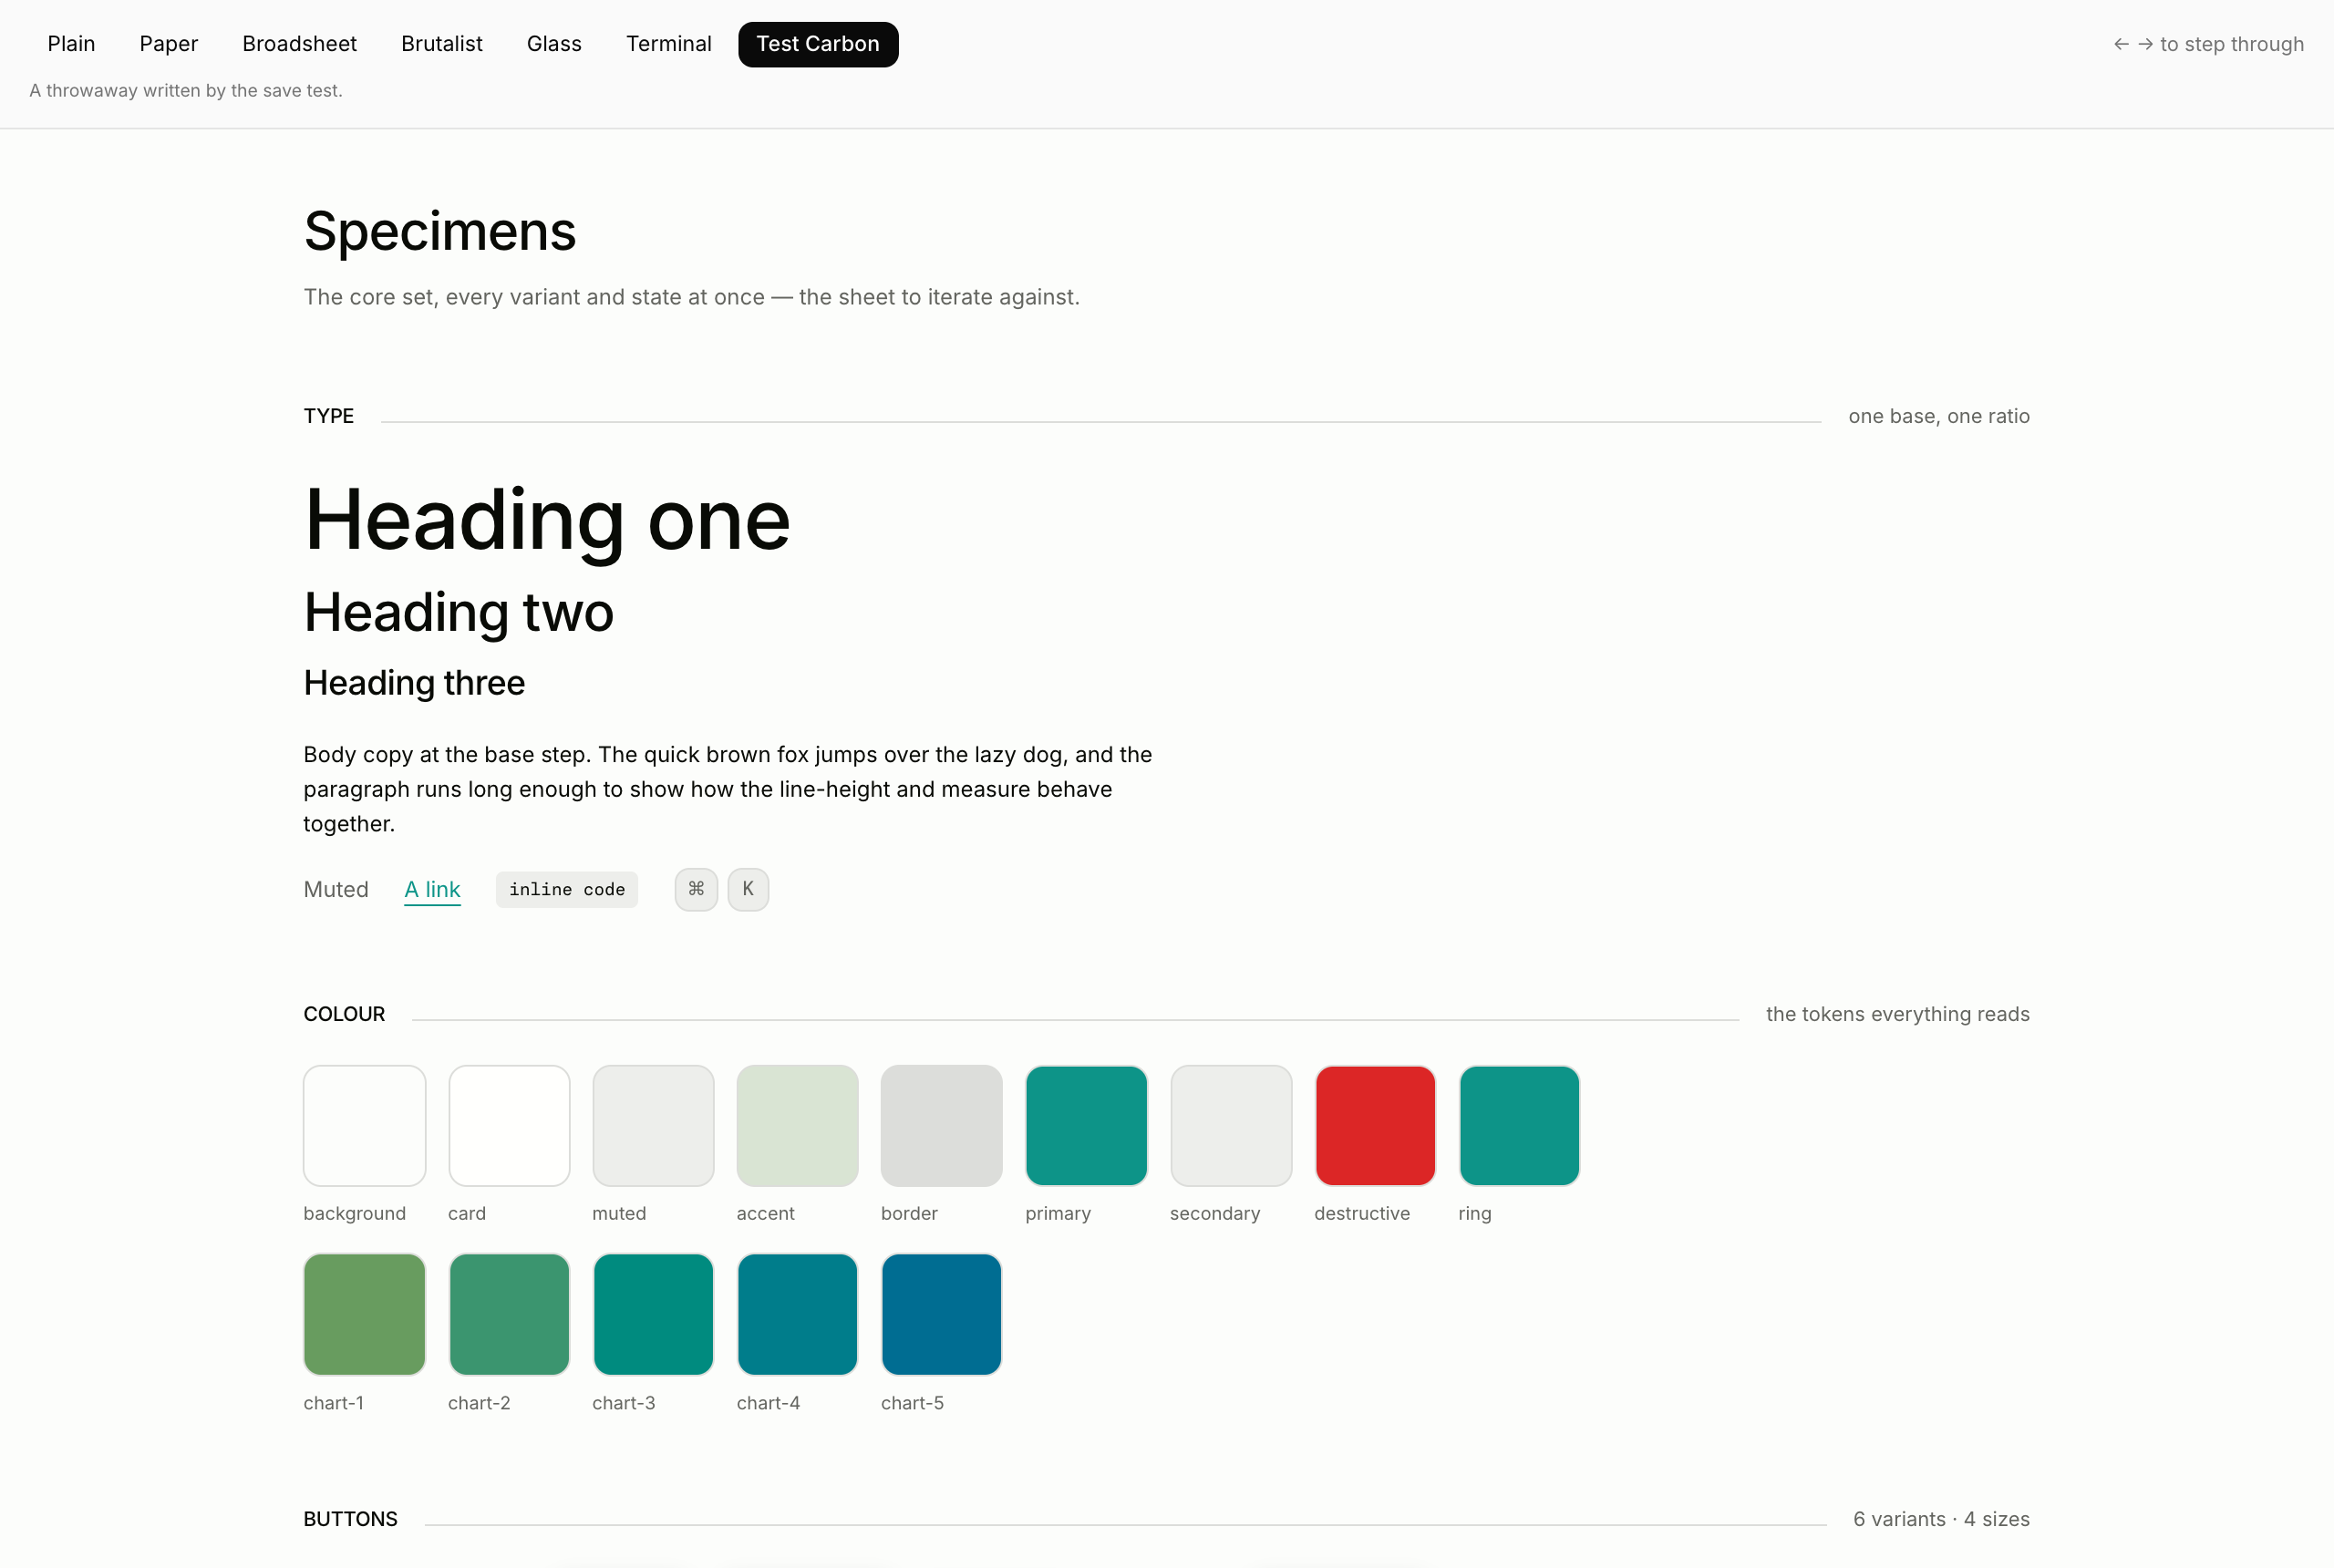 Plain Paper Broadsheet Brutalist Glass Terminal Test Carbon ← → to step through
A throwaway written by the save test.
Specimens
The core set, every variant and state at once — the sheet to iterate against.
TYPE one base, one ratio
Heading one
Heading two
Heading three
Body copy at the base step. The quick brown fox jumps over the lazy dog, and the
paragraph runs long enough to show how the line-height and measure behave
together.
Muted A link inline code ⌘ K
COLOUR the tokens everything reads
background card muted accent border primary secondary destructive ring
chart-1 chart-2 chart-3 chart-4 chart-5
BUTTONS 6 variants · 4 sizes